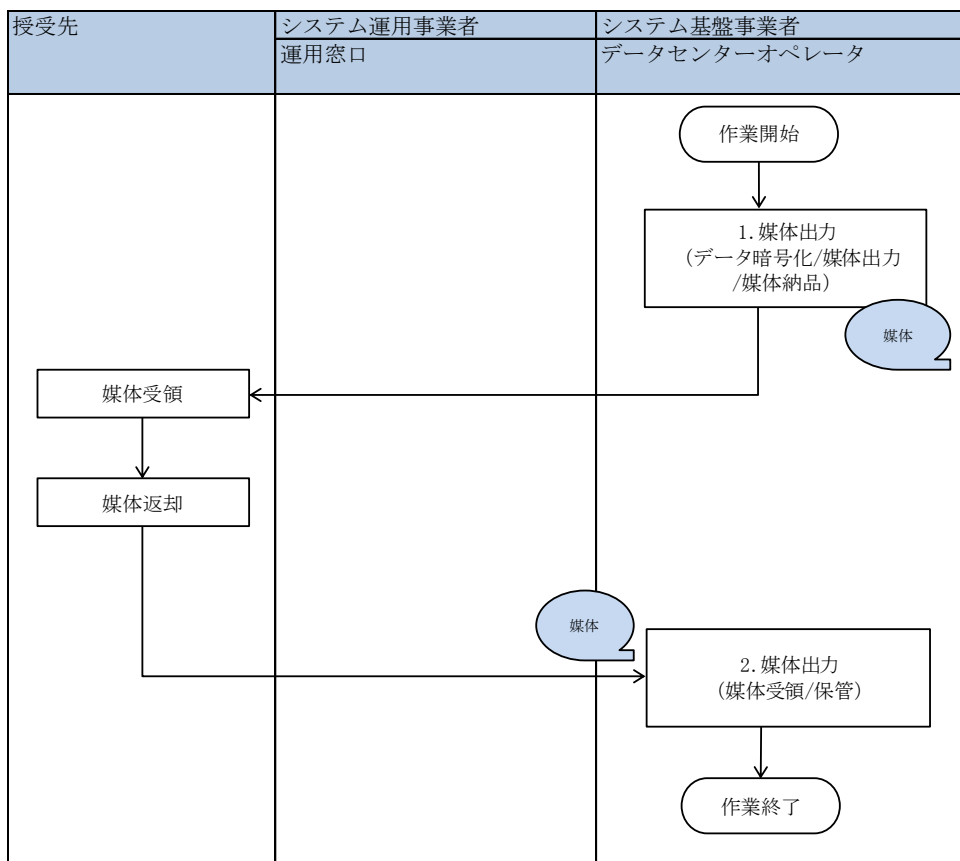 授受先
システム運用事業者
システム基盤事業者
運用窓口
データセンターオペレータ
作業開始
1.媒体出力
（データ暗号化/媒体出力
/媒体納品）
媒体
媒体受領
媒体返却
媒体
2.媒体出力
（媒体受領/保管）
作業終了